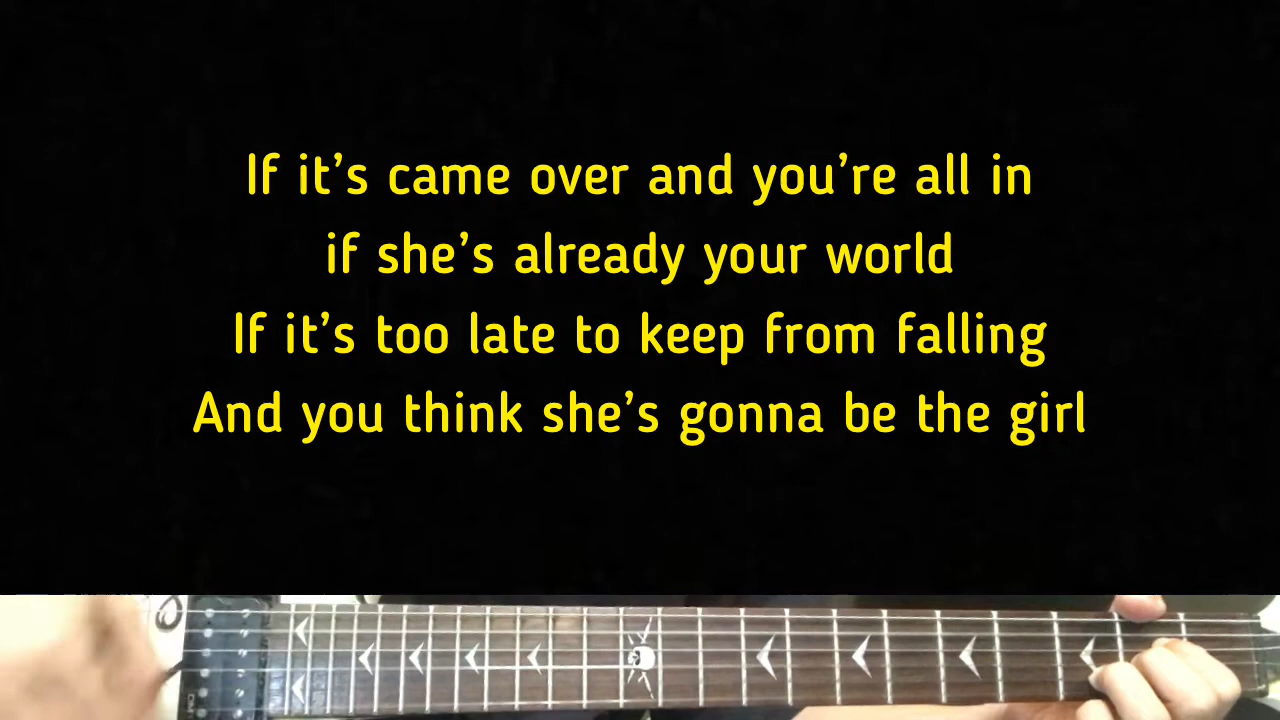 If it’s came over and you’re all in
if she’s already your world
If it’s too late to keep from falling
And you think she’s gonna be the girl